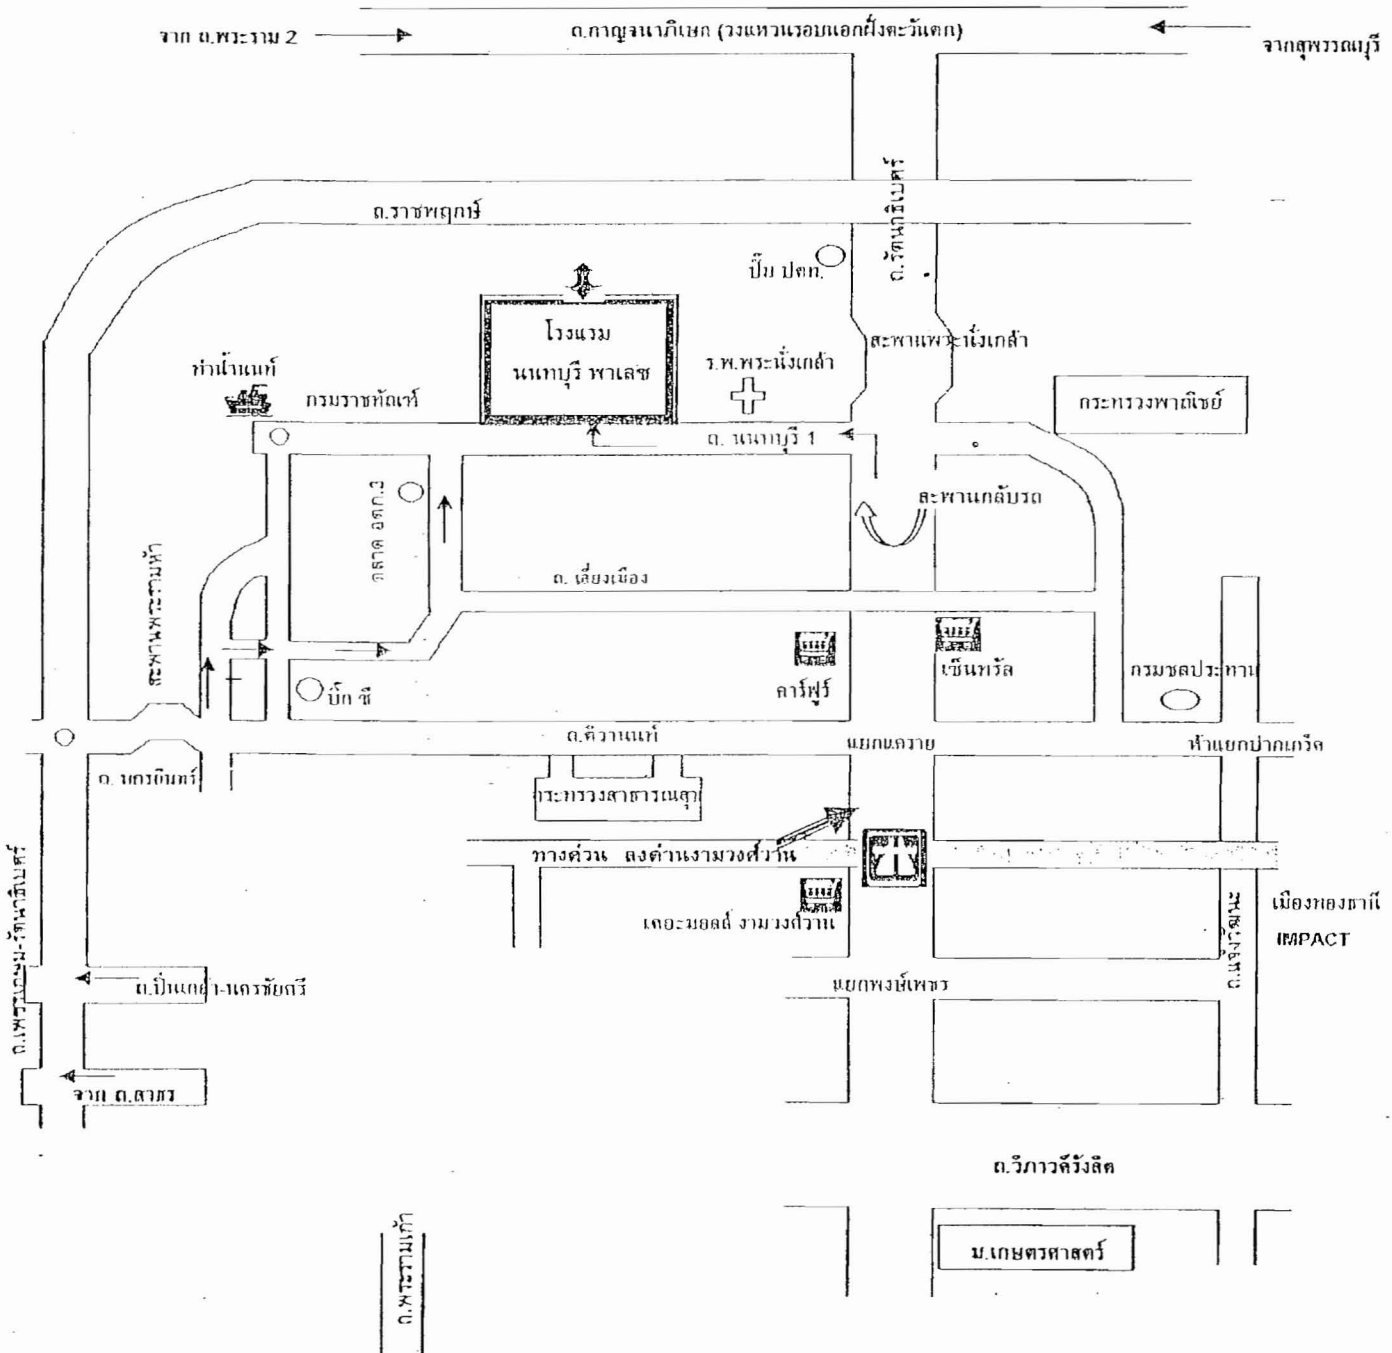 จาก ถ.พระราม 2
ถ.กาญจนาภิเษก (วงแหวนรอบนอกฝั่งตะวันตก)
จากสุพรรณบุรี
ถ.รัตนาธิเบศร์
ถ.ราชพฤกษ์
ปั๊ม ปตท.
โรงแรม
นนทบุรี พาเลซ
สะพานพระนั่งเกล้า
ท่าน้ำนนท์
กรมราชทัณฑ์
ร.พ.พระนั่งเกล้า
กระทรวงพาณิชย์
ถ. นนทบุรี 1
สะพานกลับรถ
ตลาด อตก.3
สะพานพระรามห้า
ถ. เลี่ยงเมือง
เซ็นทรัล
คาร์ฟูร์
กรมชลประทาน
บิ๊ก ซี
ถ.ติวานนท์
แยกแคราย
ห้าแยกปากเกร็ด
ถ. นครอินทร์
กระทรวงสาธารณสุข
ทางด่วน ลงด่านงามวงศ์วาน
เดอะมอลล์ งามวงศ์วาน
ถ.แจ้งวัฒนะ
เมืองทองธานี
IMPACT
ถ.เพชรเกษม-รัตนาธิเบศร์
ถ.ปิ่นเกล้า-นครชัยศรี
แยกพงษ์เพชร
จาก ถ.สาธร
ถ.วิภาวดีรังสิต
ม.เกษตรศาสตร์
ถ.พระรามเก้า